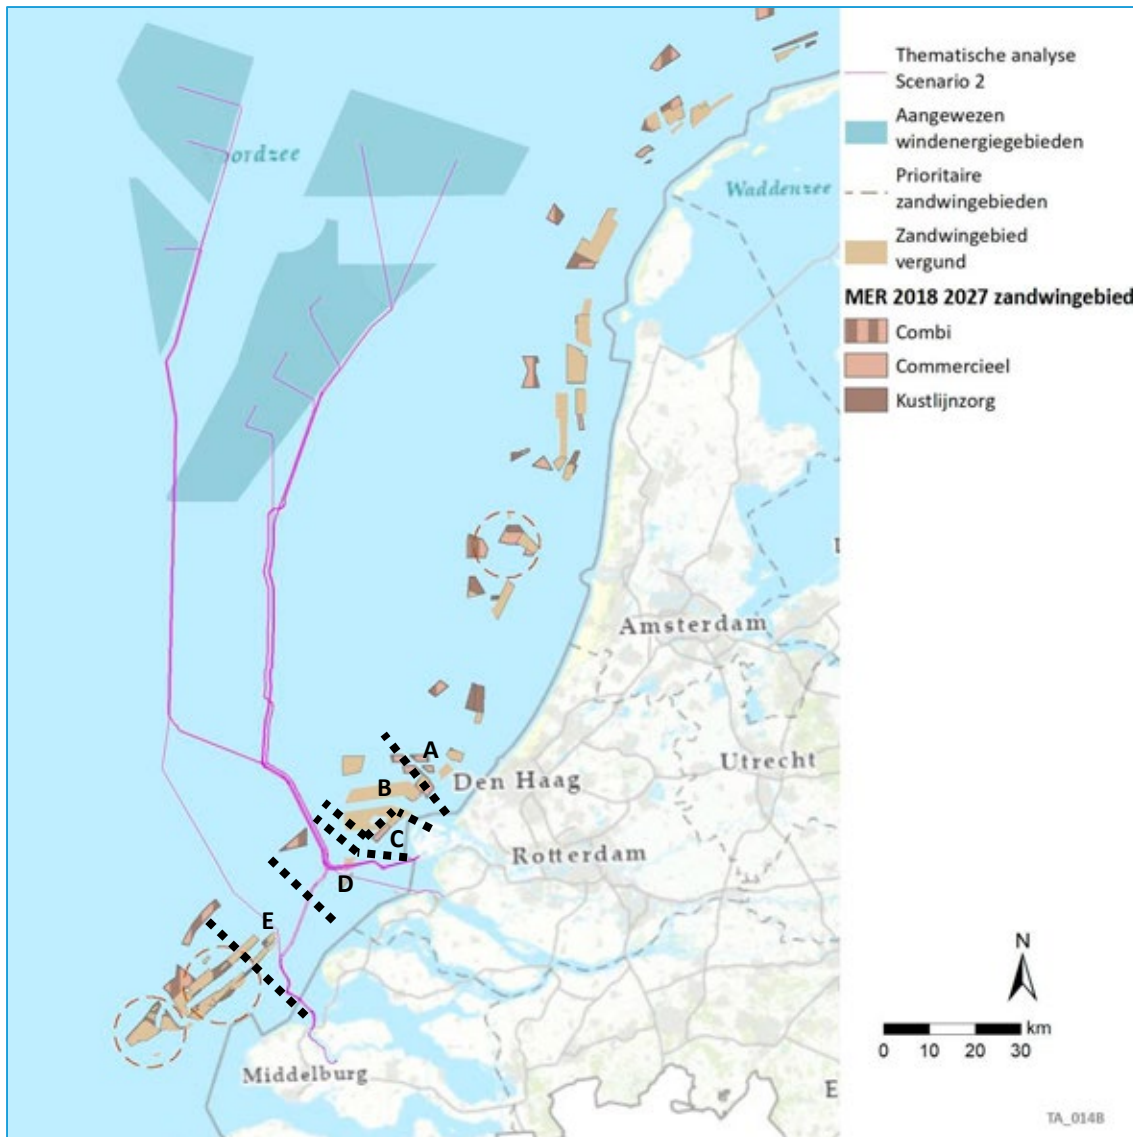 Thematische analyse
Scenario 2
Aangewezen
windenergiegebieden
Prioritaire
zandwingebieden
Zandwingebied
vergund
MER 2018 2027 zandwingebied
Combi
Commercieel
Kustlijnzorg
Noordzee
Waddenzee
Amsterdam
Utrecht
A
Den Haag
B
C
Rotterdam
D
E
Middelburg
E
N
km
0 10 20 30
TA_014B